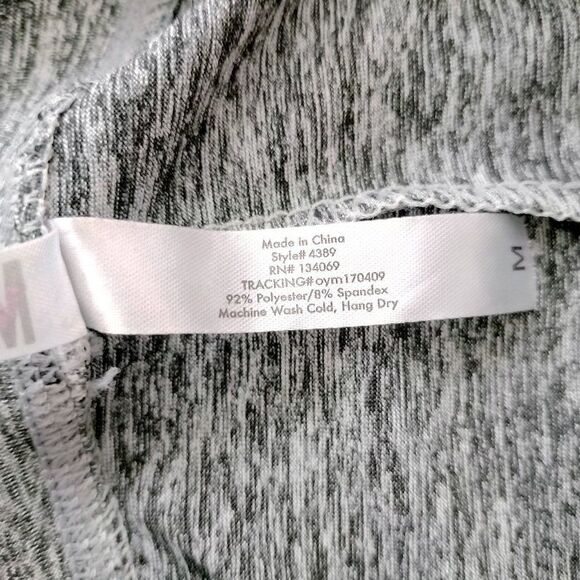 Made in China
Style# 4389
RN# 134069
TRACKING#oym170409
92% Polyester/8% Spandex
Machine Wash Cold, Hang Dry
M
M